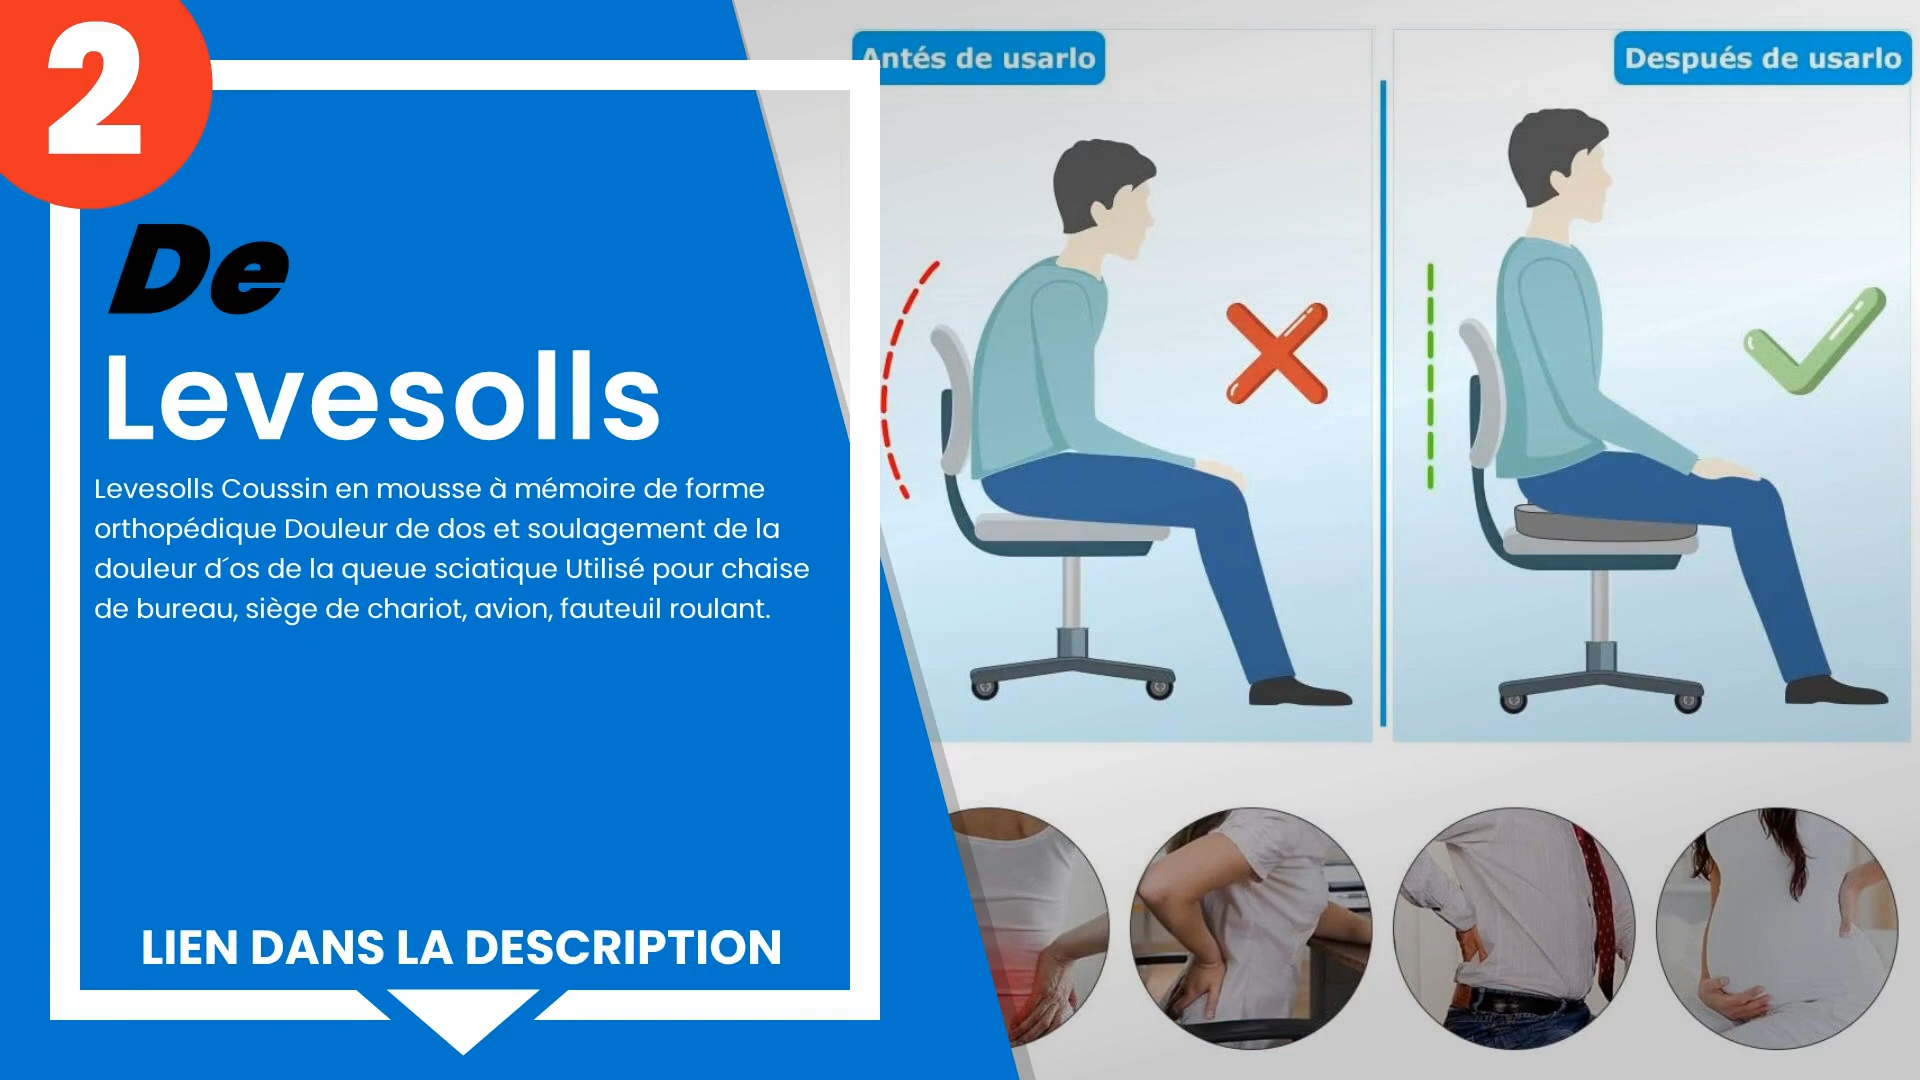 2
De
Levesolls
Levesolls Coussin en mousse à mémoire de forme
orthopédique Douleur de dos et soulagement de la
douleur d´os de la queue sciatique Utilisé pour chaise
de bureau, siège de chariot, avion, fauteuil roulant.
LIEN DANS LA DESCRIPTION
Antés de usarlo
Después de usarlo